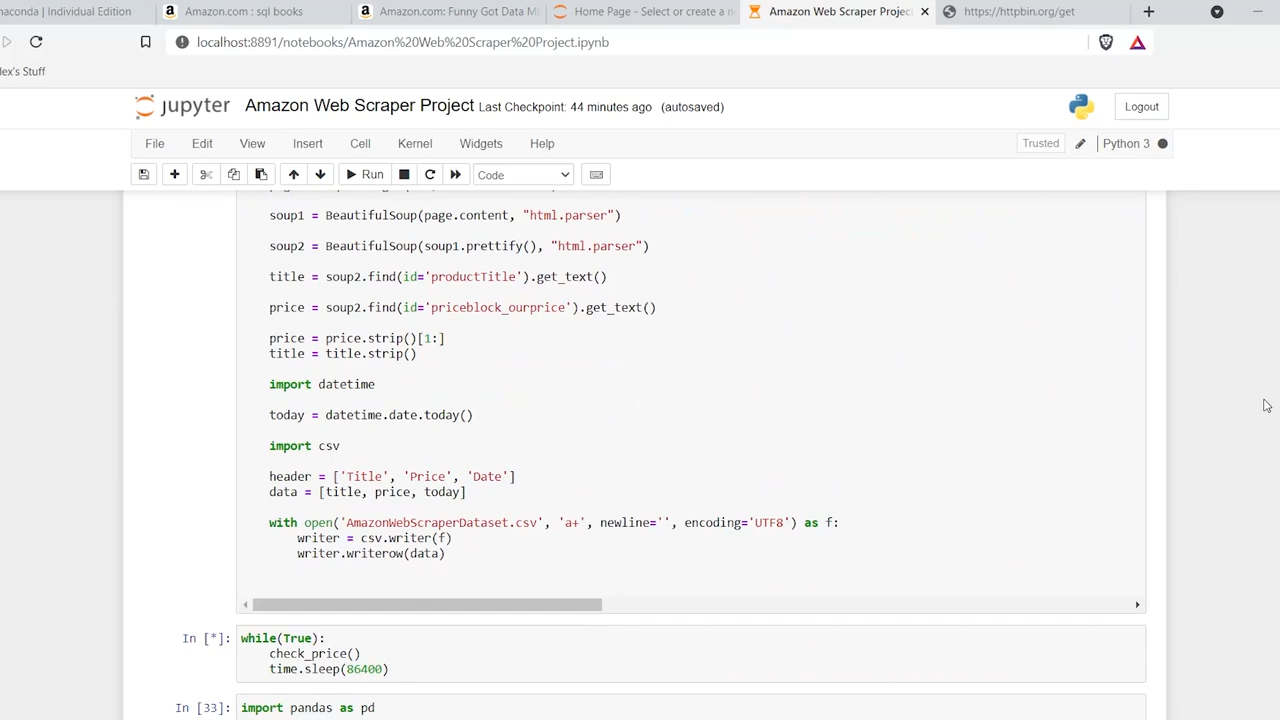 naconda | Individual Edition
Amazon.com : sql books
Amazon.com: Funny Got Data M
Home Page - Select or create a n
Amazon Web Scraper Projec
https://httpbin.org/get
localhost:8891/notebooks/Amazon%20Web%20Scraper%20Project.ipynb
lex's Stuff
jupyter Amazon Web Scraper Project Last Checkpoint: 44 minutes ago (autosaved)
Logout
File Edit View Insert Cell Kernel Widgets Help
Trusted Python 3
Run Code
soup1 = BeautifulSoup(page.content, "html.parser")
soup2 = BeautifulSoup(soup1.prettify(), "html.parser")
title = soup2.find(id='productTitle').get_text()
price = soup2.find(id='priceblock_ourprice').get_text()
price = price.strip()[1:]
title = title.strip()
import datetime
today = datetime.date.today()
import csv
header = ['Title', 'Price', 'Date']
data = [title, price, today]
with open('AmazonWebScraperDataset.csv', 'a+', newline='', encoding='UTF8') as f:
writer = csv.writer(f)
writer.writerow(data)
In [*]: while(True):
check_price()
time.sleep(86400)
In [33]: import pandas as pd